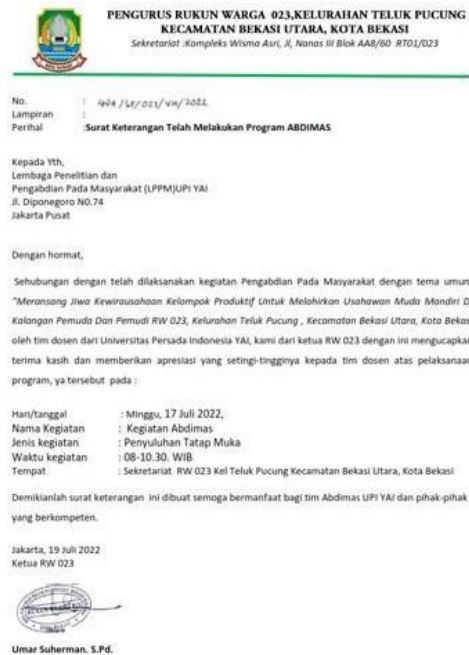 PENGURUS RUKUN WARGA 023,KELURAHAN TELUK PUCUNG
KECAMATAN BEKASI UTARA, KOTA BEKASI
Sekretariat :Kompleks Wisma Asri, Jl, Nanas III Blok AA8/60 RT01/023
No. :
Lampiran :
Perihal :Surat Keterangan Telah Melakukan Program ABDIMAS
Kepada Yth,
Lembaga Penelitian dan
Pengabdian Pada Masyarakat (LPPM)UPI YAI
Jl. Diponegoro N0.74
Jakarta Pusat
Dengan hormat,
Sehubungan dengan telah dilaksanakan kegiatan Pengabdian Pada Masyarakat dengan tema umum
"Meransang Jiwa Kewirausahaan Kelompok Produktif Untuk Melahirkan Usahawan Muda Mandiri D
Kalangan Pemuda Dan Pemudi RW 023, Kelurahan Teluk Pucung , Kecamatan Bekasi Utara, Kota Bekas
oleh tim dosen dari Universitas Persada Indonesia YAI, kami dari ketua RW 023 dengan ini mengucapkan
terima kasih dan memberikan apresiasi yang setingi-tingginya kepada tim dosen atas pelaksanaan
program, ya tersebut pada :
Hari/tanggal : Minggu, 17 Juli 2022,
Nama Kegiatan : Kegiatan Abdimas
Jenis kegiatan : Penyuluhan Tatap Muka
Waktu kegiatan : 08-10.30. WIB
Tempat : Sekretariat RW 023 Kel Teluk Pucung Kecamatan Bekasi Utara, Kota Bekasi
Demikianlah surat keterangan ini dibuat semoga bermanfaat bagi tim Abdimas UPI YAI dan pihak-pihak
yang berkompeten.
Jakarta, 19 Juli 2022
Ketua RW 023
Umar Suherman, S.Pd.